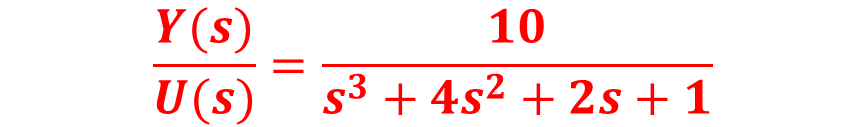 Y(s)/U(s) = 10/(s³ + 4s² + 2s + 1)